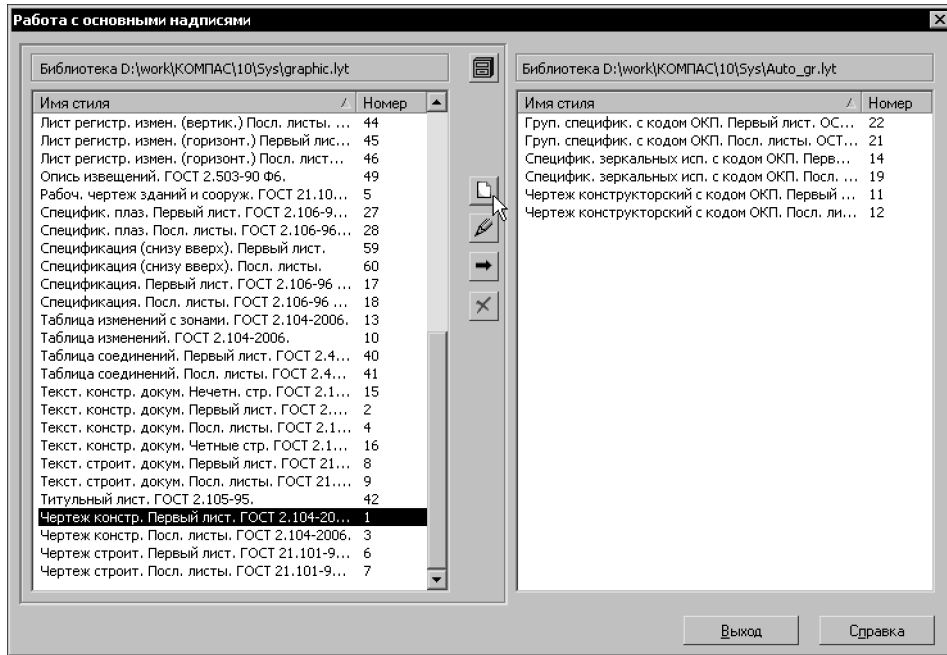 Работа с основными надписями
Библиотека D:\work\КОМПАС\10\Sys\graphic.lyt
Имя стиля Номер
Лист регистр. измен. (вертик.) Посл. листы. ... 44
Лист регистр. измен. (горизонт.) Первый лис... 45
Лист регистр. измен. (горизонт.) Посл. лист... 46
Опись извещений. ГОСТ 2.503-90 Ф6. 49
Рабоч. чертеж зданий и сооруж. ГОСТ 21.10... 5
Специфик. плаз. Первый лист. ГОСТ 2.106-9... 27
Специфик. плаз. Посл. листы. ГОСТ 2.106-96... 28
Спецификация (снизу вверх). Первый лист. 59
Спецификация (снизу вверх). Посл. листы. 60
Спецификация. Первый лист. ГОСТ 2.106-96 ... 17
Спецификация. Посл. листы. ГОСТ 2.106-96 ... 18
Таблица изменений с зонами. ГОСТ 2.104-2006. 13
Таблица изменений. ГОСТ 2.104-2006. 10
Таблица соединений. Первый лист. ГОСТ 2.4... 40
Таблица соединений. Посл. листы. ГОСТ 2.4... 41
Текст. констр. докум. Нечетн. стр. ГОСТ 2.1... 15
Текст. констр. докум. Первый лист. ГОСТ 2.... 2
Текст. констр. докум. Посл. листы. ГОСТ 2.1... 4
Текст. констр. докум. Четные стр. ГОСТ 2.1... 16
Текст. строит. докум. Первый лист. ГОСТ 21... 8
Текст. строит. докум. Посл. листы. ГОСТ 21.... 9
Титульный лист. ГОСТ 2.105-95. 42
Чертеж констр. Первый лист. ГОСТ 2.104-20... 1
Чертеж констр. Посл. листы. ГОСТ 2.104-2006. 3
Чертеж строит. Первый лист. ГОСТ 21.101-9... 6
Чертеж строит. Посл. листы. ГОСТ 21.101-9... 7
Библиотека D:\work\КОМПАС\10\Sys\Auto_gr.lyt
Имя стиля Номер
Груп. специфик. с кодом ОКП. Первый лист. ОС... 22
Груп. специфик. с кодом ОКП. Посл. листы. ОСТ... 21
Специфик. зеркальных исп. с кодом ОКП. Перв... 14
Специфик. зеркальных исп. с кодом ОКП. Посл. ... 19
Чертеж конструкторский с кодом ОКП. Первый ... 11
Чертеж конструкторский с кодом ОКП. Посл. ли... 12
Выход
Справка